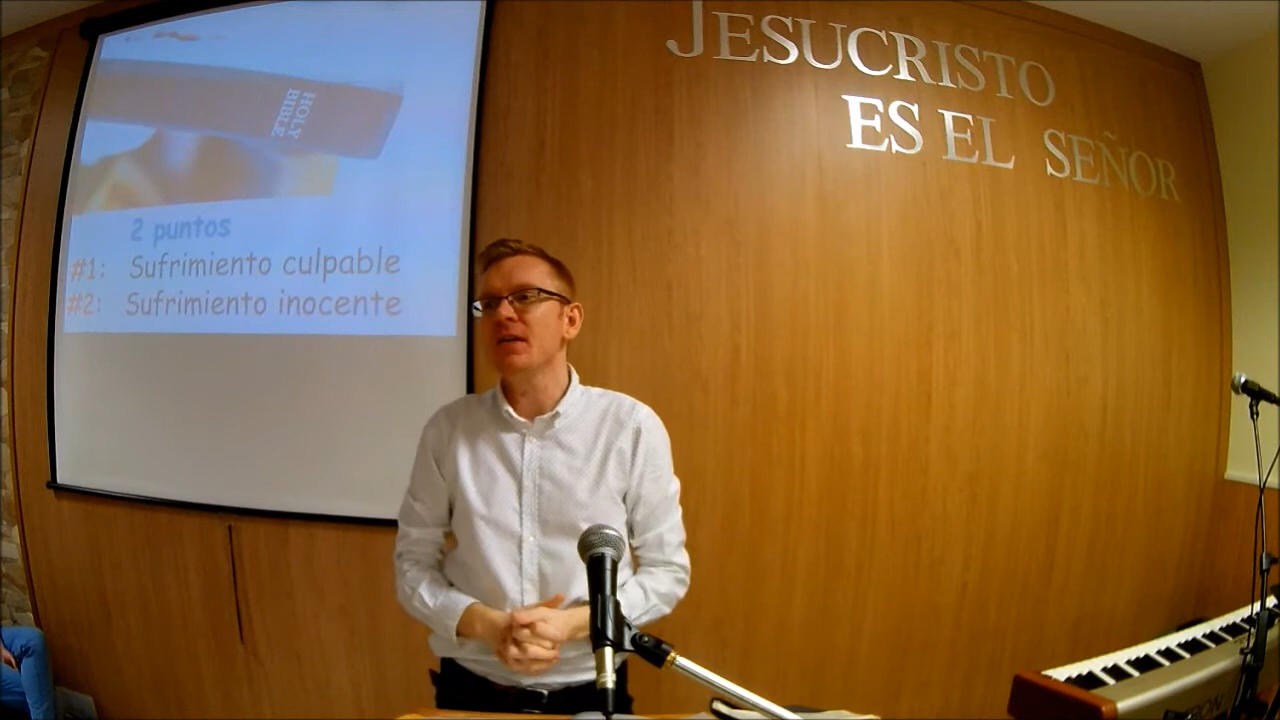 HOLY
BIBLE
2 puntos
#1: Sufrimiento culpable
#2: Sufrimiento inocente
JESUCRISTO
ES EL SEÑOR